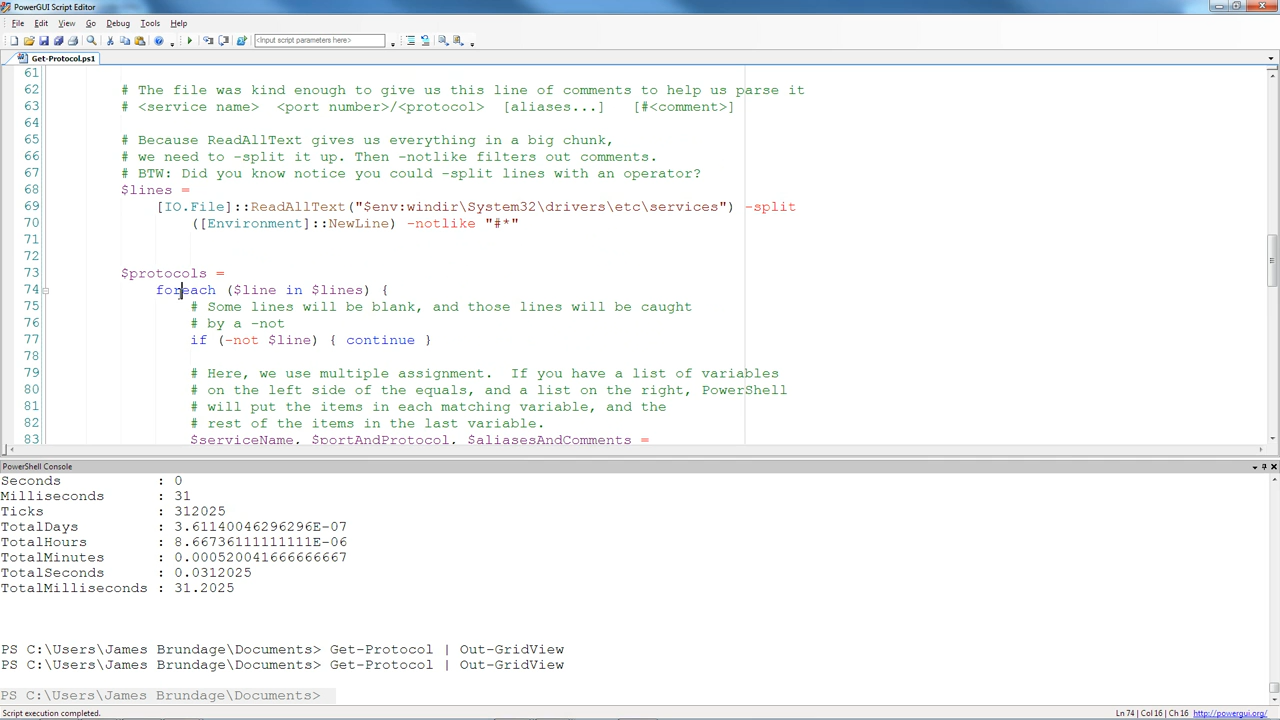 PowerGUI Script Editor
File Edit View Go Debug Tools Help
<Input script parameters here>
Get-Protocol.ps1
61
62 # The file was kind enough to give us this line of comments to help us parse it
63 # <service name>  <port number>/<protocol>  [aliases...]   [#<comment>]
64
65 # Because ReadAllText gives us everything in a big chunk,
66 # we need to -split it up. Then -notlike filters out comments.
67 # BTW: Did you know notice you could -split lines with an operator?
68 $lines =
69 [IO.File]::ReadAllText("$env:windir\System32\drivers\etc\services") -split
70 ([Environment]::NewLine) -notlike "#*"
71
72
73 $protocols =
74 foreach ($line in $lines) {
75 # Some lines will be blank, and those lines will be caught
76 # by a -not
77 if (-not $line) { continue }
78
79 # Here, we use multiple assignment.  If you have a list of variables
80 # on the left side of the equals, and a list on the right, PowerShell
81 # will put the items in each matching variable, and the
82 # rest of the items in the last variable.
83 $serviceName, $portAndProtocol, $aliasesAndComments =
PowerShell Console
Seconds           : 0
Milliseconds      : 31
Ticks             : 312025
TotalDays         : 3.61140046296296E-07
TotalHours        : 8.66736111111111E-06
TotalMinutes      : 0.000520041666666667
TotalSeconds      : 0.0312025
TotalMilliseconds : 31.2025
PS C:\Users\James Brundage\Documents> Get-Protocol | Out-GridView
PS C:\Users\James Brundage\Documents> Get-Protocol | Out-GridView
PS C:\Users\James Brundage\Documents>
Script execution completed. Ln 74 Col 16 Ch 16 http://powergui.org/